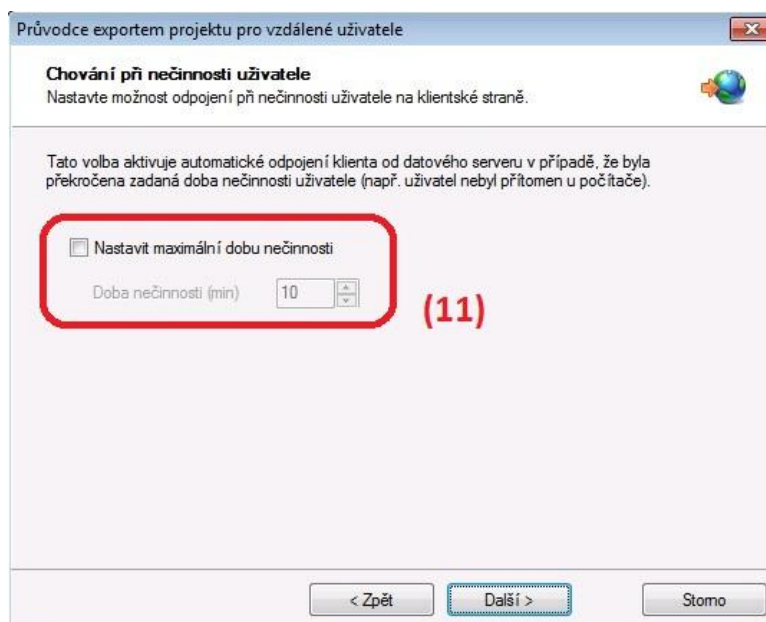 Průvodce exportem projektu pro vzdálené uživatele
Chování při nečinnosti uživatele
Nastavte možnost odpojení při nečinnosti uživatele na klientské straně.
Tato volba aktivuje automatické odpojení klienta od datového serveru v případě, že byla
překročena zadaná doba nečinnosti uživatele (např. uživatel nebyl přítomen u počítače).
Nastavit maximální dobu nečinnosti
Doba nečinnosti (min) 10
(11)
< Zpět Další > Storno